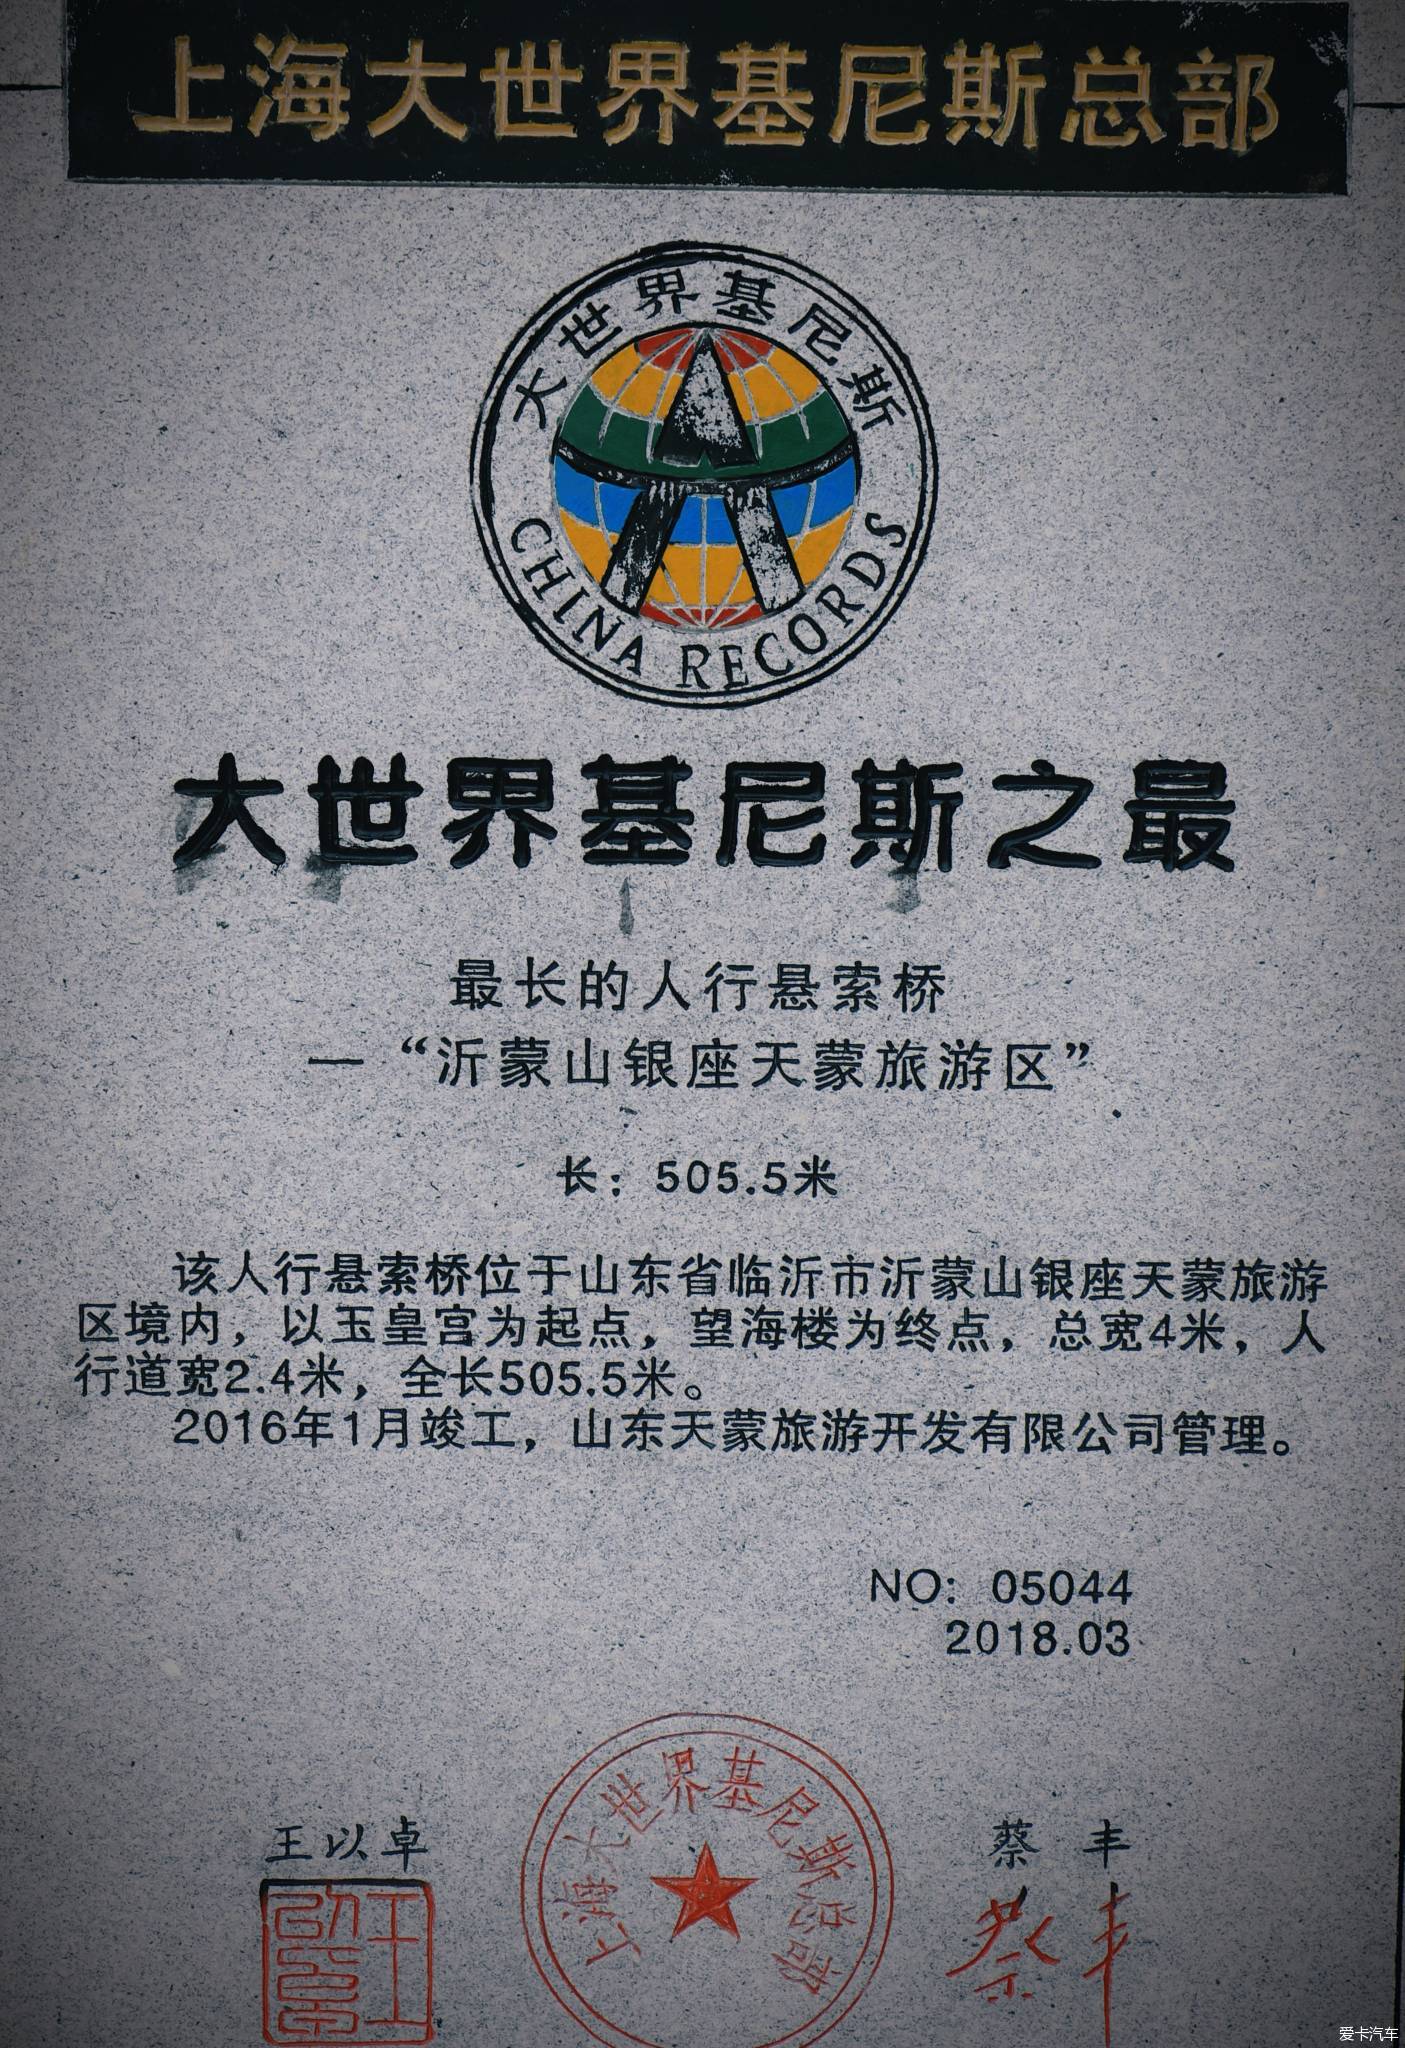 上海大世界基尼斯总部
大世界基尼斯
CHINA RECORDS
大世界基尼斯之最
最长的人行悬索桥
—“沂蒙山银座天蒙旅游区”
长：505.5米
该人行悬索桥位于山东省临沂市沂蒙山银座天蒙旅游
区境内，以玉皇宫为起点，望海楼为终点，总宽4米，人
行道宽2.4米，全长505.5米。
2016年1月竣工，山东天蒙旅游开发有限公司管理。
NO：05044
2018.03
上海大世界基尼斯总部
王以卓
蔡 丰
蔡丰
爱卡汽车